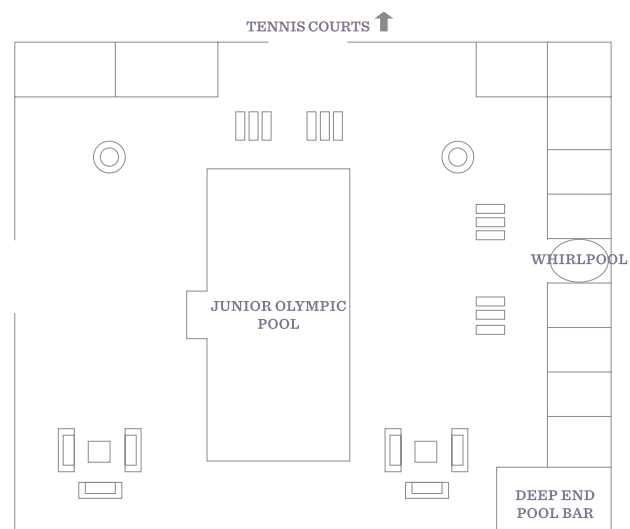 TENNIS COURTS
WHIRLPOOL
JUNIOR OLYMPIC
POOL
DEEP END
POOL BAR